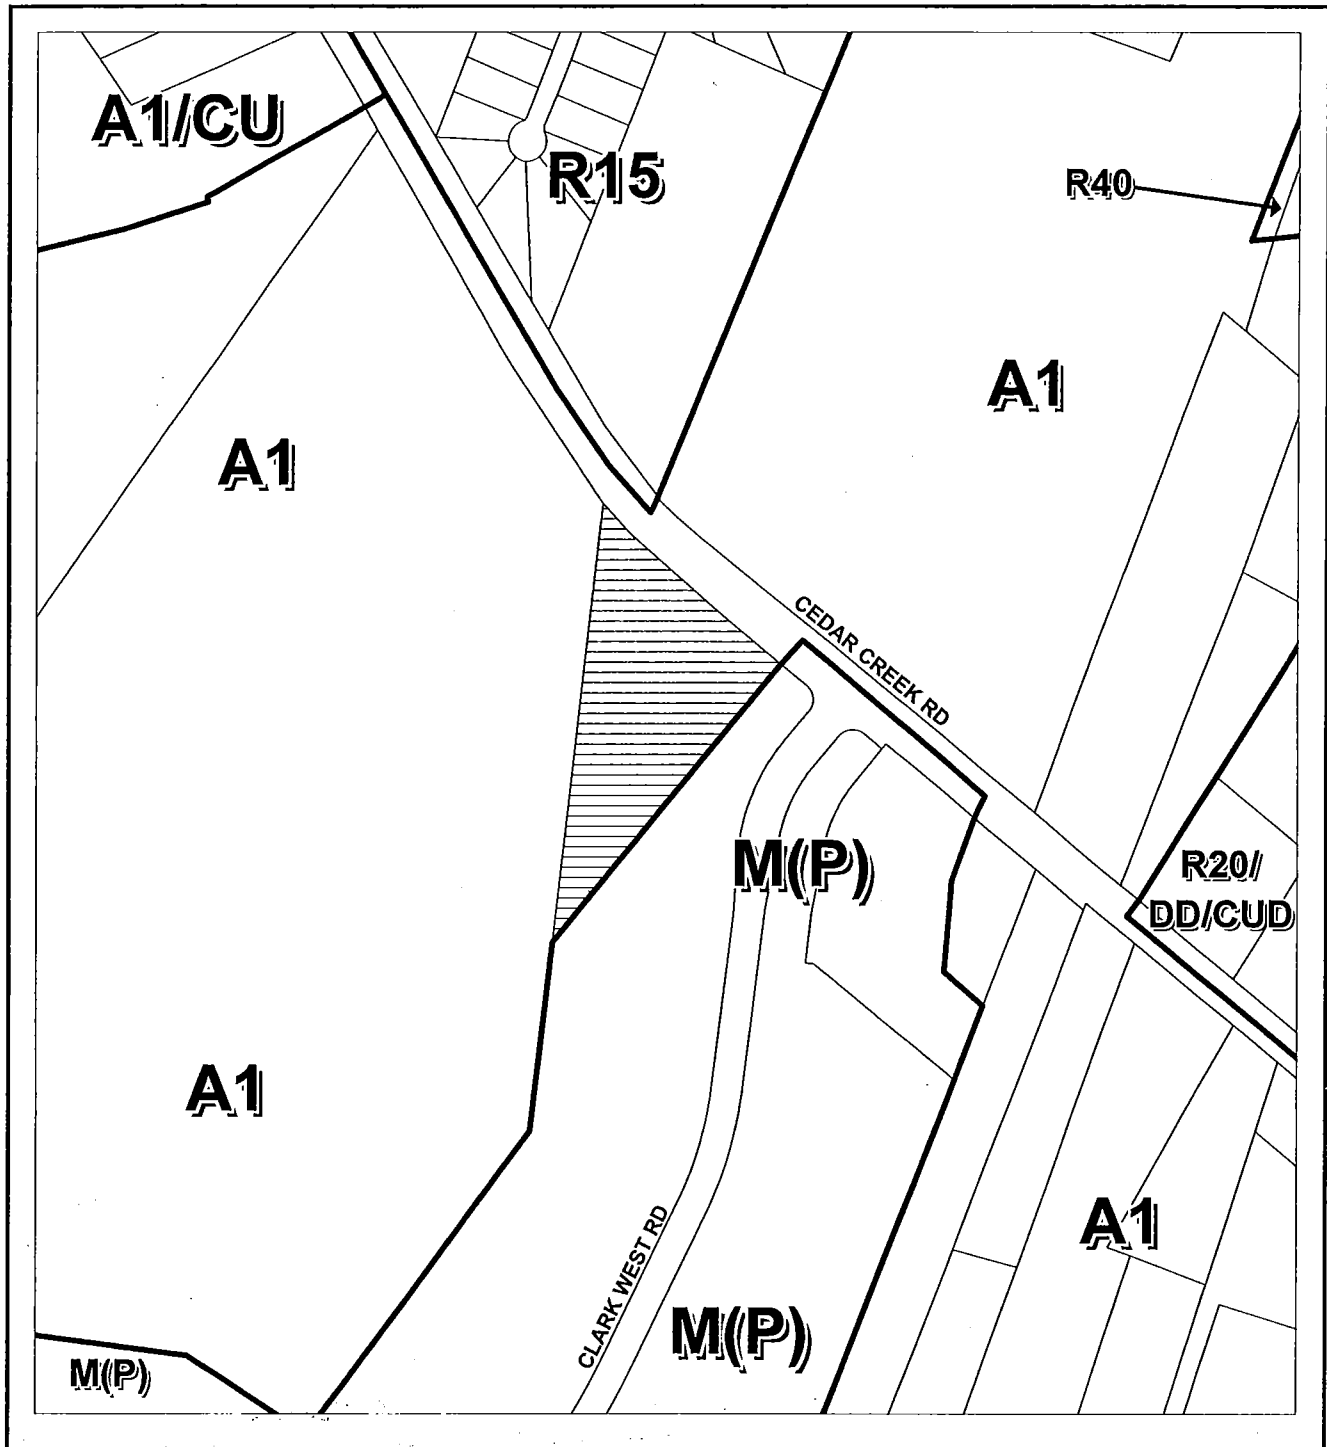 A1/CU
R15
R40
A1
A1
CEDAR CREEK RD
M(P)
R20/
DD/CUD
A1
A1
CLARK WEST RD
M(P)
M(P)